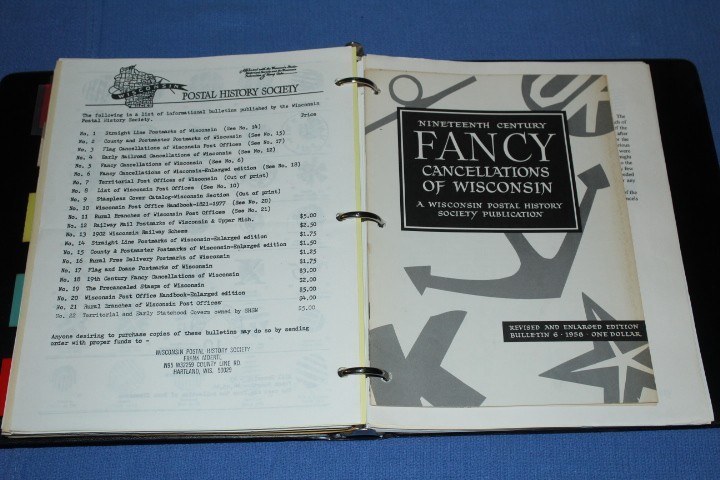 WISCONSIN
POSTAL HISTORY SOCIETY
The following is a list of informational bulletins published by the Wisconsin
Postal History Society.
Price
No. 1 Straight Line Postmarks of Wisconsin (See No. 14)
No. 2 County and Postmaster Postmarks of Wisconsin (See No. 15)
No. 3 Flag Cancellations of Wisconsin Post Offices (See No. 17)
No. 4 Early Railroad Cancellations of Wisconsin (See No. 12)
No. 5 Fancy Cancellations of Wisconsin (See No. 6)
No. 6 Fancy Cancellations of Wisconsin-Enlarged edition (See No. 18)
No. 7 Territorial Post Offices of Wisconsin (Out of print)
No. 8 List of Wisconsin Post Offices (See No. 10)
No. 9 Stampless Cover Catalog-Wisconsin Section (Out of print)
No. 10 Wisconsin Post Office Handbook-1821-1977 (See No. 20)
No. 11 Rural Branches of Wisconsin Post Offices (See No. 21)
No. 12 Railway Mail Postmarks of Wisconsin & Upper Mich. $5.00
No. 13 1902 Wisconsin Railway Scheme $2.50
No. 14 Straight Line Postmarks of Wisconsin-Enlarged edition $1.75
No. 15 County & Postmaster Postmarks of Wisconsin-Enlarged edition $1.50
No. 16 Rural Free Delivery Postmarks of Wisconsin $1.25
No. 17 Flag and Doane Postmarks of Wisconsin $1.75
No. 18 19th Century Fancy Cancellations of Wisconsin $3.00
No. 19 The Precanceled Stamps of Wisconsin $2.00
No. 20 Wisconsin Post Office Handbook-Enlarged edition $5.00
No. 21 Rural Branches of Wisconsin Post Offices $4.00
No. 22 Territorial and Early Statehood Covers owned by SHSW $5.00
Anyone desiring to purchase copies of these bulletins may do so by sending
order with proper funds to -
WISCONSIN POSTAL HISTORY SOCIETY
FRANK MOERTL
COUNTY LINE RD.
HARTLAND, WIS. 53029
NINETEENTH CENTURY
FANCY
CANCELLATIONS
OF WISCONSIN
A WISCONSIN POSTAL HISTORY
SOCIETY PUBLICATION
REVISED AND ENLARGED EDITION
BULLETIN 6 · 1956 · ONE DOLLAR